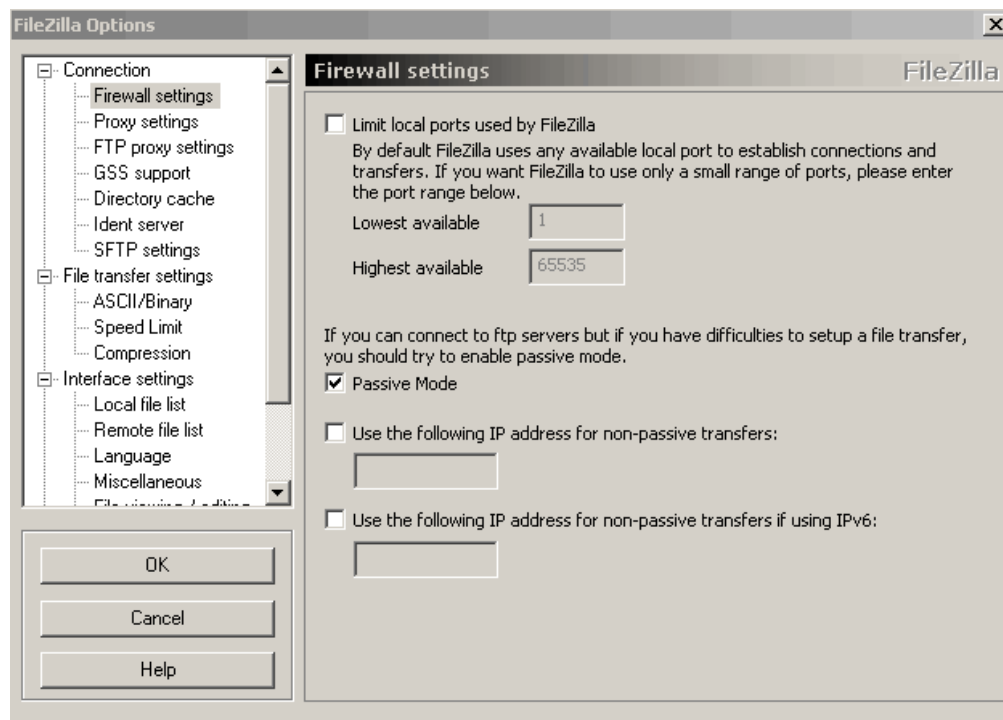 FileZilla Options
Connection
Firewall settings
Proxy settings
FTP proxy settings
GSS support
Directory cache
Ident server
SFTP settings
File transfer settings
ASCII/Binary
Speed Limit
Compression
Interface settings
Local file list
Remote file list
Language
Miscellaneous
File viewing / editing
OK
Cancel
Help
Firewall settings
FileZilla
Limit local ports used by FileZilla
By default FileZilla uses any available local port to establish connections and
transfers. If you want FileZilla to use only a small range of ports, please enter
the port range below.
Lowest available
1
Highest available
65535
If you can connect to ftp servers but if you have difficulties to setup a file transfer,
you should try to enable passive mode.
Passive Mode
Use the following IP address for non-passive transfers:
Use the following IP address for non-passive transfers if using IPv6: